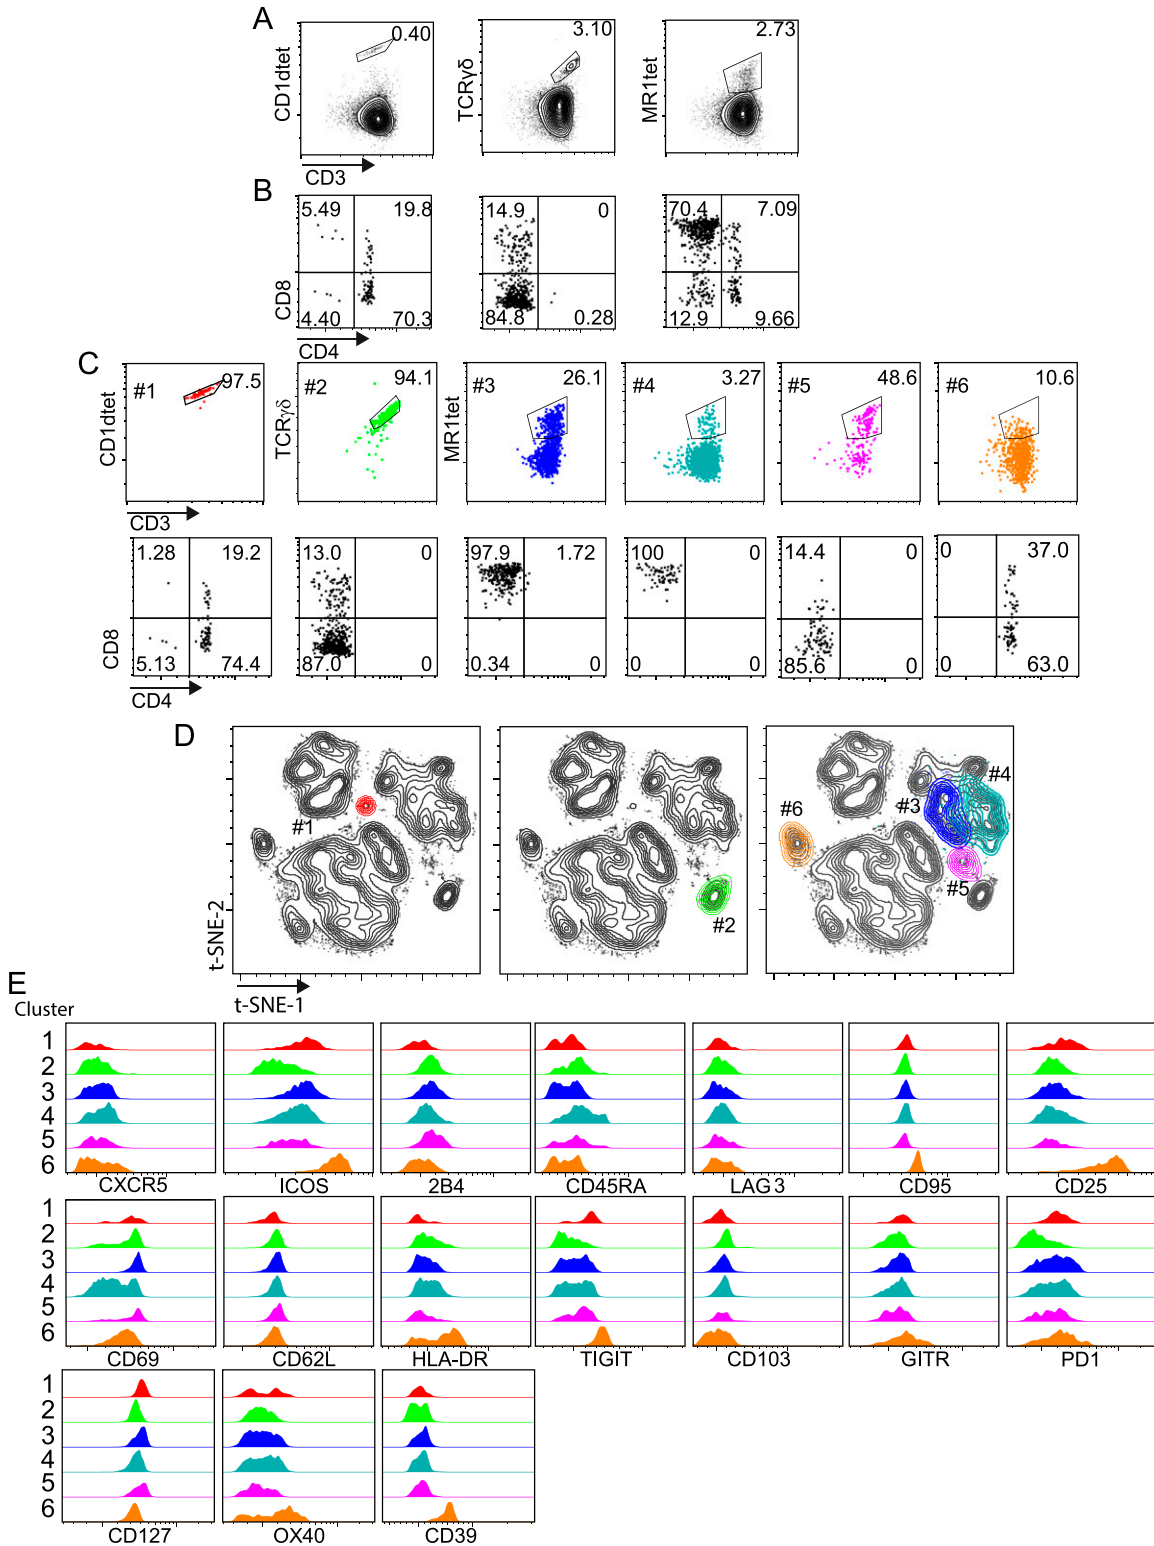 A
0.40
3.10
2.73
CD1dtet
TCRγδ
MR1tet
CD3
B
5.49 19.8
14.9 0
70.4 7.09
CD8
4.40 70.3
84.8 0.28
12.9 9.66
CD4
C
#1 97.5
#2 94.1
#3 26.1
#4 3.27
#5 48.6
#6 10.6
CD1dtet
TCRγδ
MR1tet
CD3
1.28 19.2
13.0 0
97.9 1.72
100 0
14.4 0
0 37.0
CD8
5.13 74.4
87.0 0
0.34 0
0 0
85.6 0
0 63.0
CD4
D
#1
#2
#3
#4
#5
#6
t-SNE-2
t-SNE-1
E
Cluster
1
2
3
4
5
6
CXCR5 ICOS 2B4 CD45RA LAG3 CD95 CD25
1
2
3
4
5
6
CD69 CD62L HLA-DR TIGIT CD103 GITR PD1
1
2
3
4
5
6
CD127 OX40 CD39